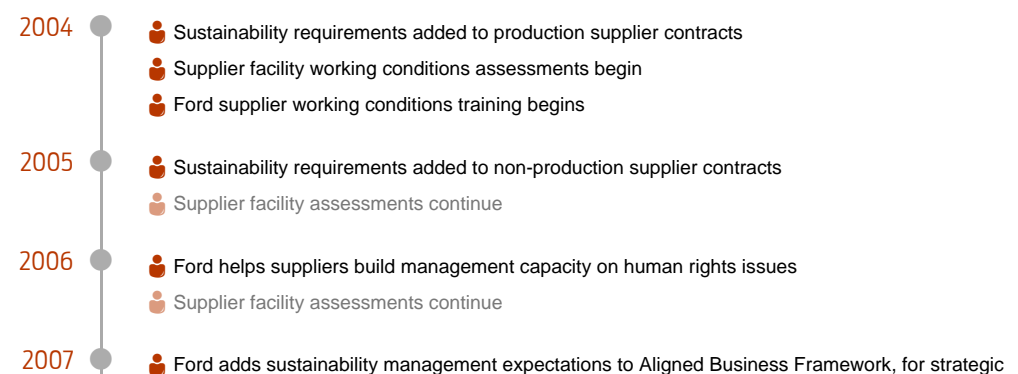 2004
Sustainability requirements added to production supplier contracts
Supplier facility working conditions assessments begin
Ford supplier working conditions training begins
2005
Sustainability requirements added to non-production supplier contracts
Supplier facility assessments continue
2006
Ford helps suppliers build management capacity on human rights issues
Supplier facility assessments continue
2007
Ford adds sustainability management expectations to Aligned Business Framework, for strategic